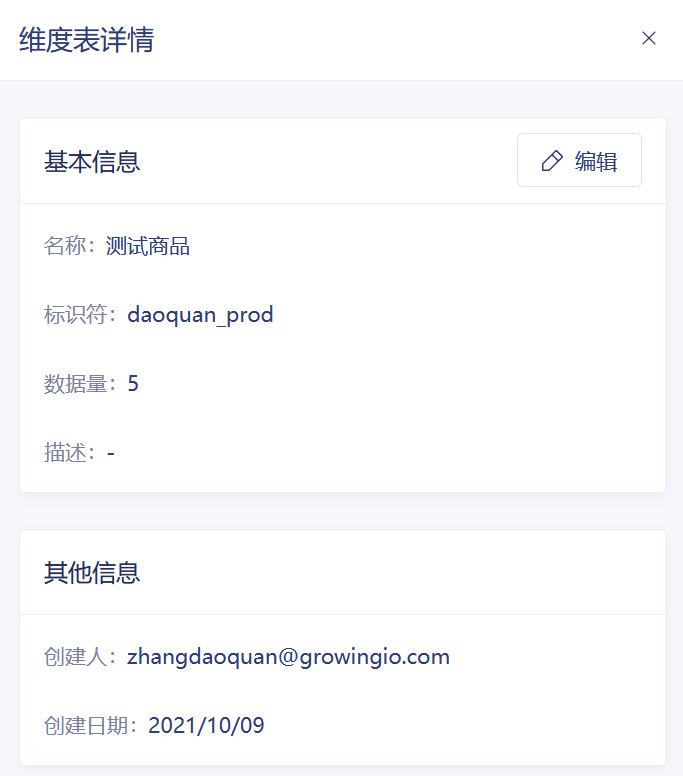 维度表详情
基本信息
编辑
名称：测试商品
标识符：daoquan_prod
数据量：5
描述：-
其他信息
创建人：zhangdaoquan@growingio.com
创建日期：2021/10/09